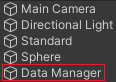 Main Camera
Directional Light
Standard
Sphere
Data Manager